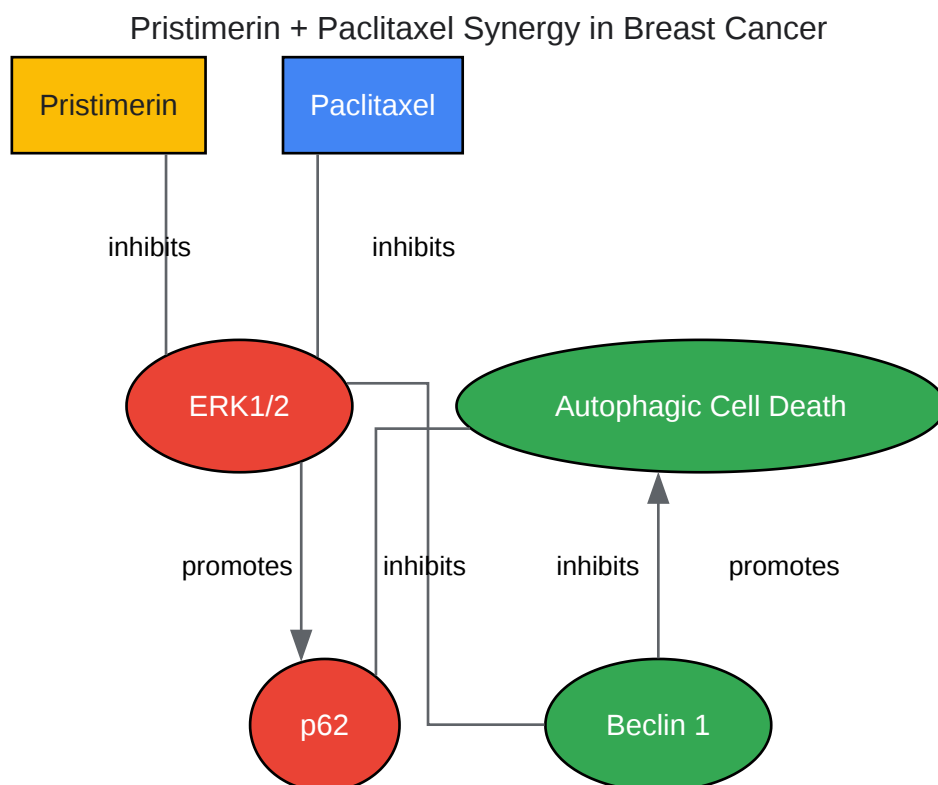 Pristimerin + Paclitaxel Synergy in Breast Cancer
Pristimerin
Paclitaxel
inhibits
inhibits
ERK1/2
Autophagic Cell Death
promotes
inhibits
inhibits
promotes
p62
Beclin 1